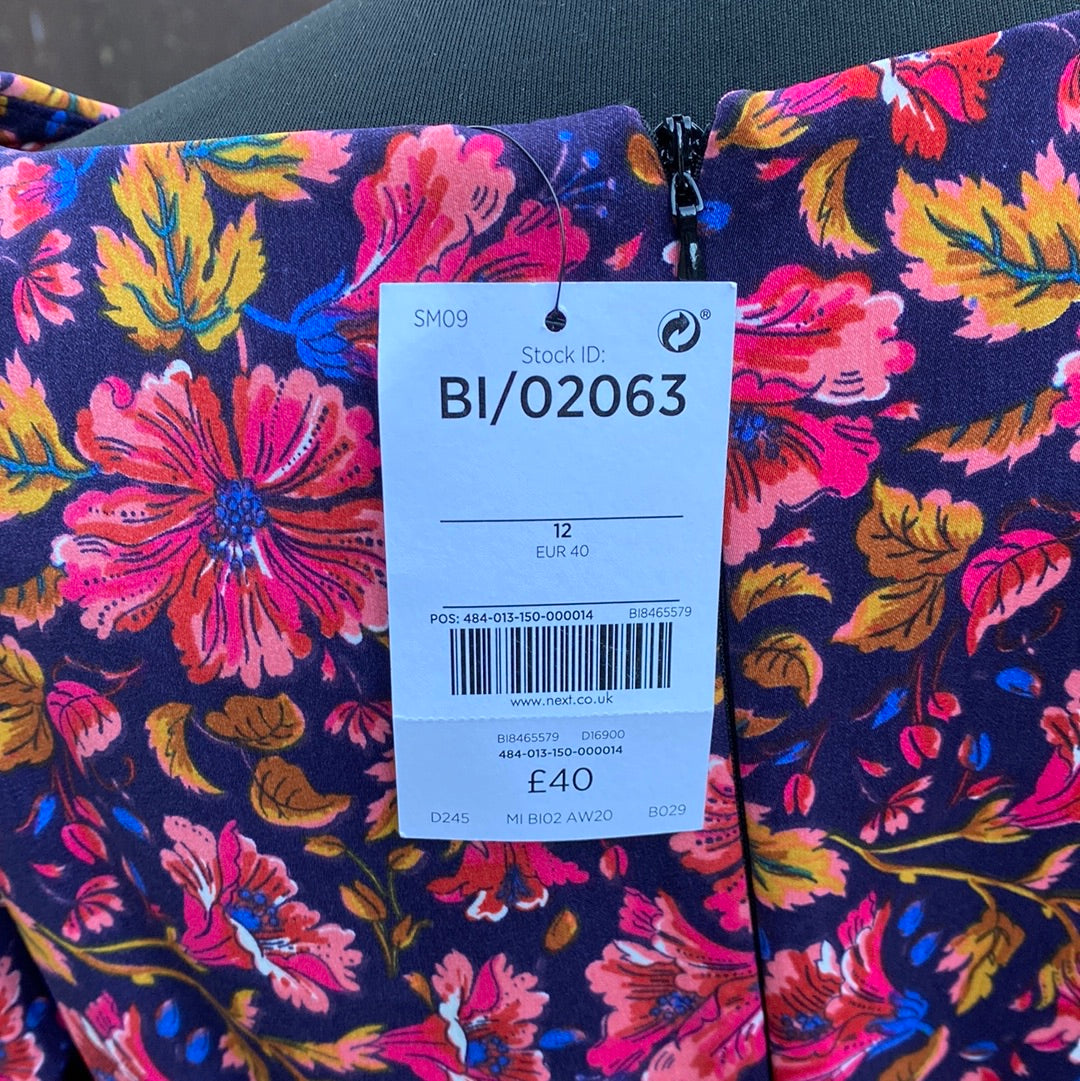 SM09 ®
Stock ID:
BI/02063
12
EUR 40
POS: 484-013-150-000014 BI8465579
www.next.co.uk
BI8465579 D16900
484-013-150-000014
£40
D245 MI BI02 AW20 B029